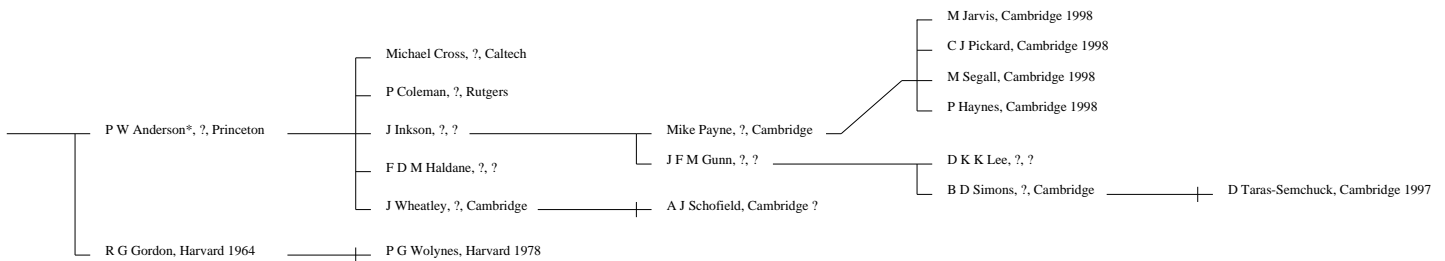 M Jarvis, Cambridge 1998
Michael Cross, ?, Caltech
C J Pickard, Cambridge 1998
M Segall, Cambridge 1998
P Coleman, ?, Rutgers
P Haynes, Cambridge 1998
P W Anderson*, ?, Princeton
J Inkson, ?, ?
Mike Payne, ?, Cambridge
F D M Haldane, ?, ?
J F M Gunn, ?, ?
D K K Lee, ?, ?
B D Simons, ?, Cambridge
D Taras-Semchuck, Cambridge 1997
J Wheatley, ?, Cambridge
A J Schofield, Cambridge ?
R G Gordon, Harvard 1964
P G Wolynes, Harvard 1978